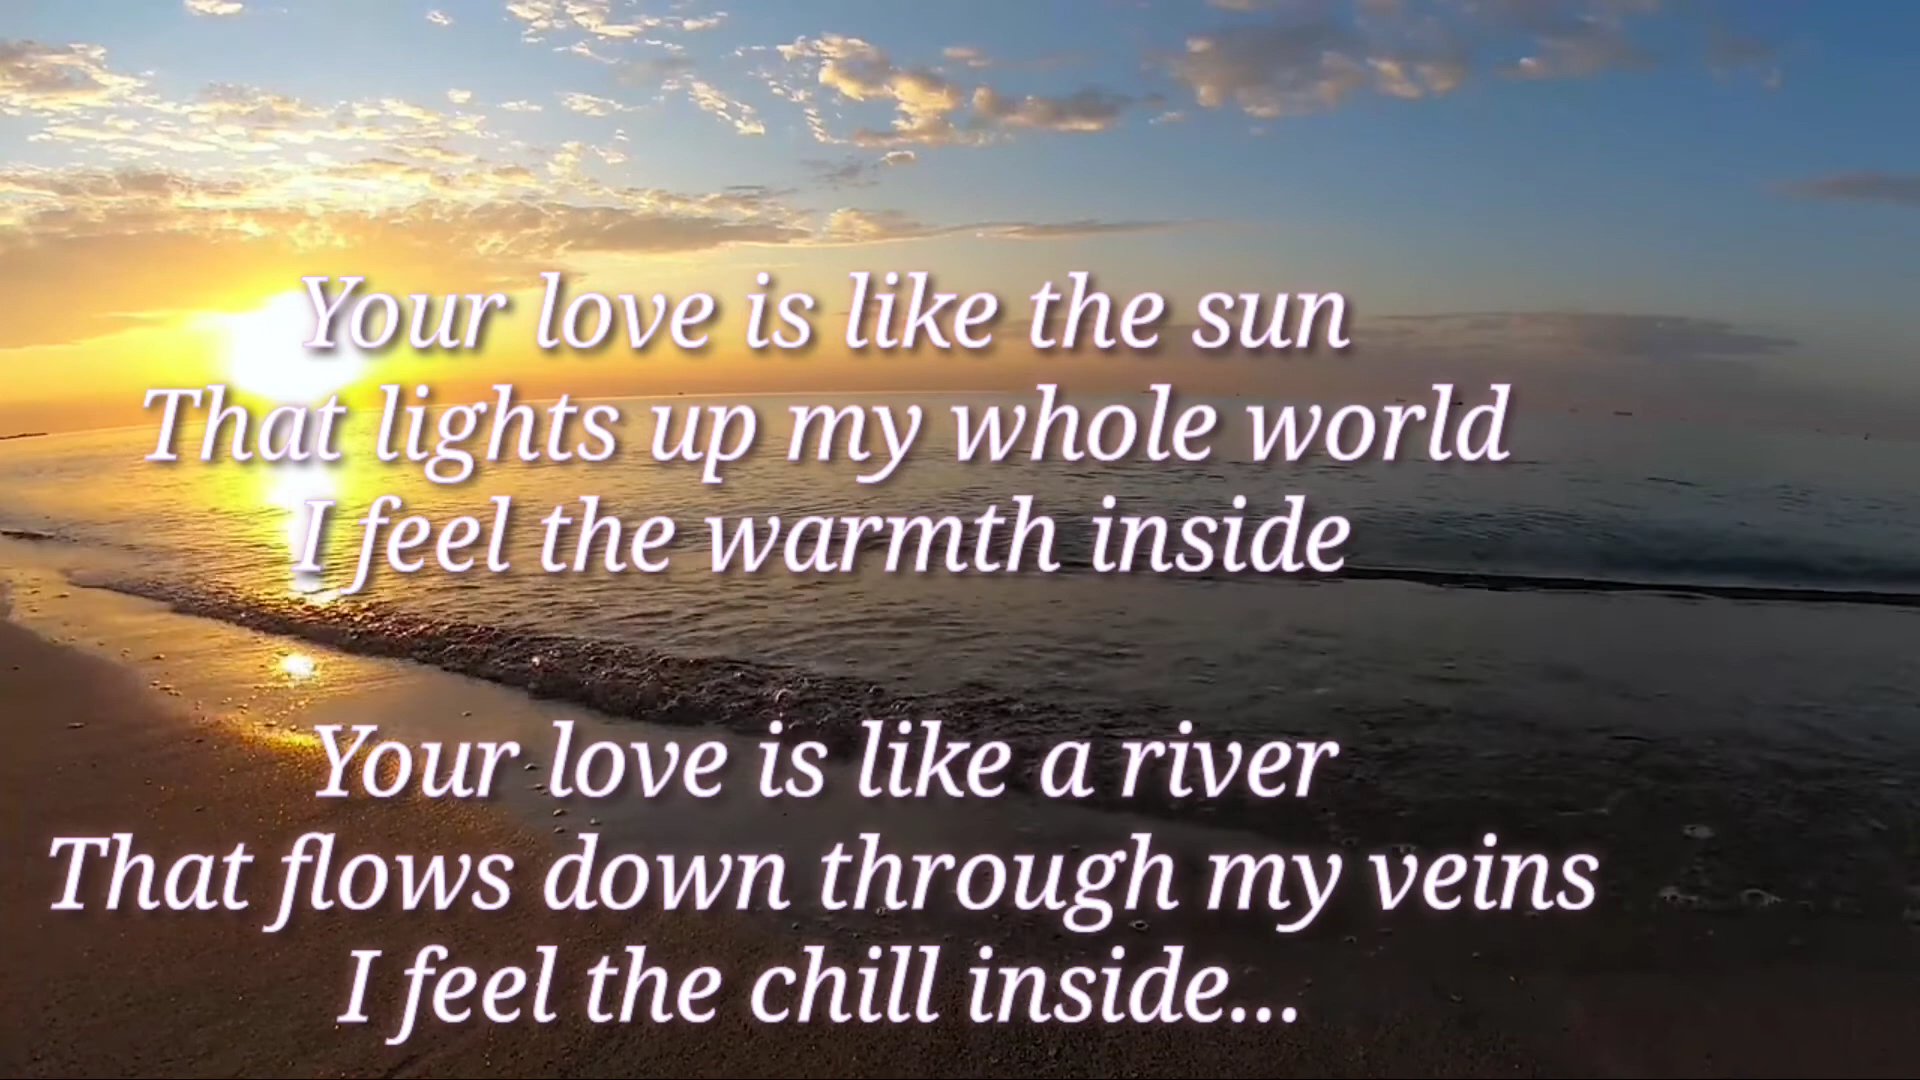 Your love is like the sun
That lights up my whole world
I feel the warmth inside
Your love is like a river
That flows down through my veins
I feel the chill inside...